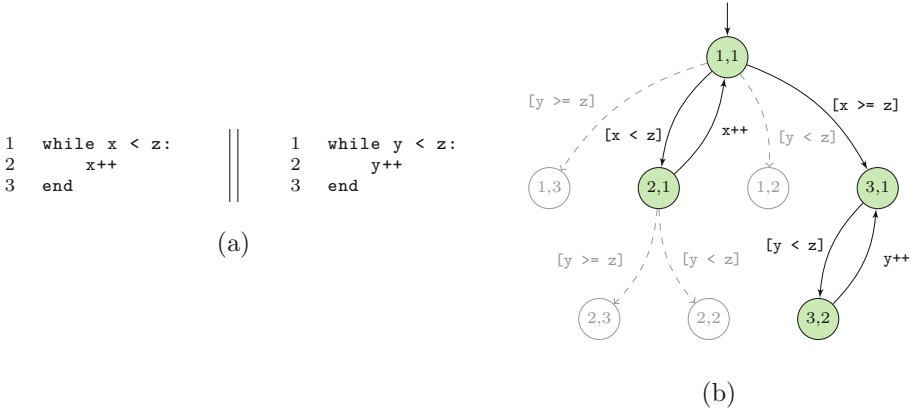 1 while x < z:
2 x++
3 end
1 while y < z:
2 y++
3 end
(a)
1,1
[y >= z]
[x >= z]
[x < z]
x++
[y < z]
1,3
2,1
1,2
3,1
[y >= z]
[y < z]
[y < z]
y++
2,3
2,2
3,2
(b)